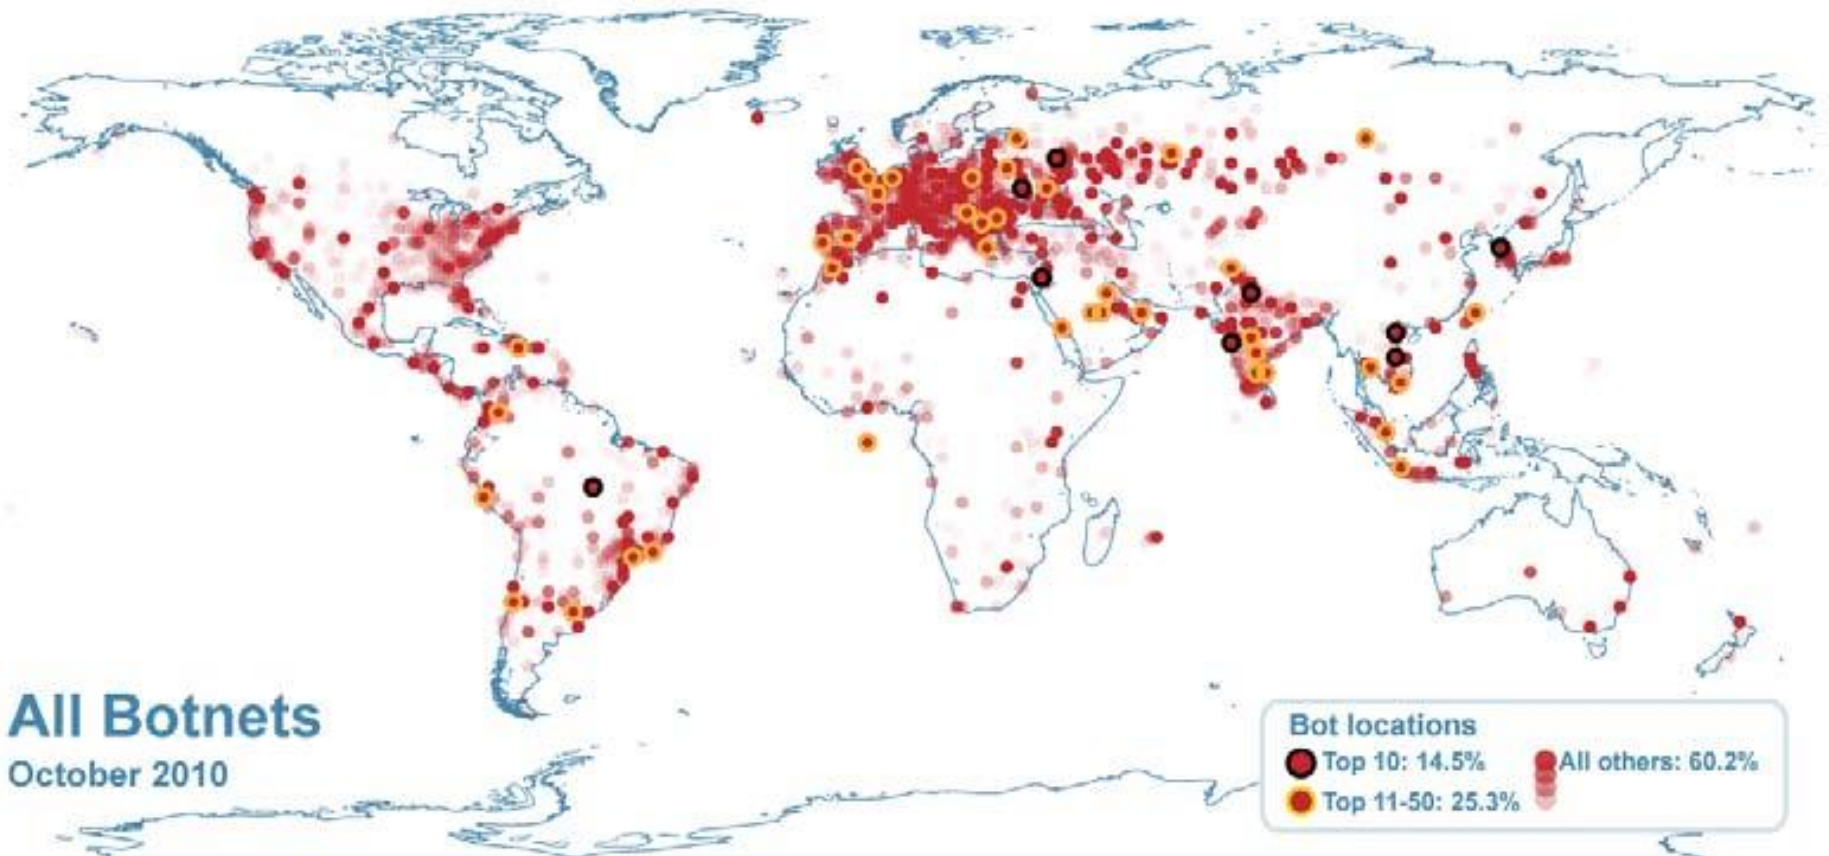 All Botnets
October 2010
Bot locations
Top 10: 14.5%
All others: 60.2%
Top 11-50: 25.3%